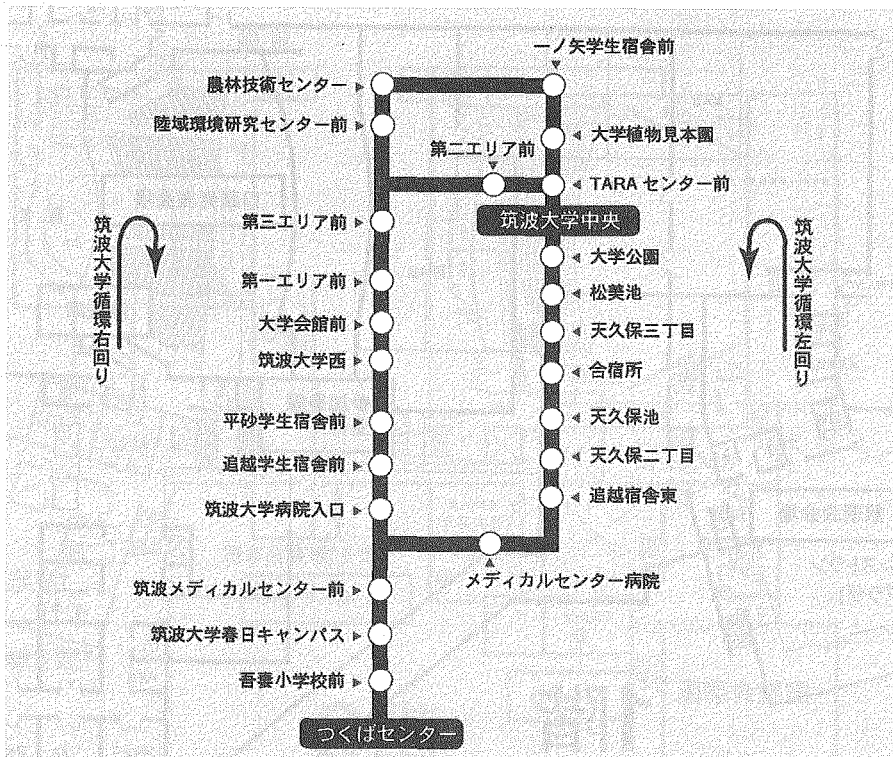 一ノ矢学生宿舎前
農林技術センター
陸域環境研究センター前
大学植物見本園
第二エリア前
TARAセンター前
筑波大学中央
第三エリア前
大学公園
第一エリア前
松美池
大学会館前
天久保三丁目
筑波大学西
合宿所
平砂学生宿舎前
天久保池
追越学生宿舎前
天久保二丁目
筑波大学病院入口
追越宿舎東
メディカルセンター病院
筑波メディカルセンター前
筑波大学春日キャンパス
吾妻小学校前
つくばセンター
筑波大学循環右回り
筑波大学循環左回り